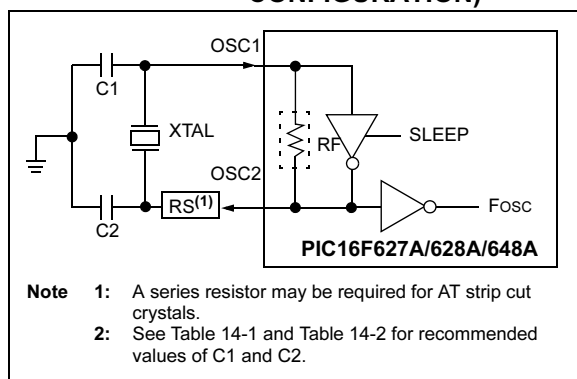 CONFIGURATION)
OSC1
C1
XTAL
RF
SLEEP
OSC2
RS(1)
FOSC
C2
PIC16F627A/628A/648A
Note 1: A series resistor may be required for AT strip cut
crystals.
2: See Table 14-1 and Table 14-2 for recommended
values of C1 and C2.